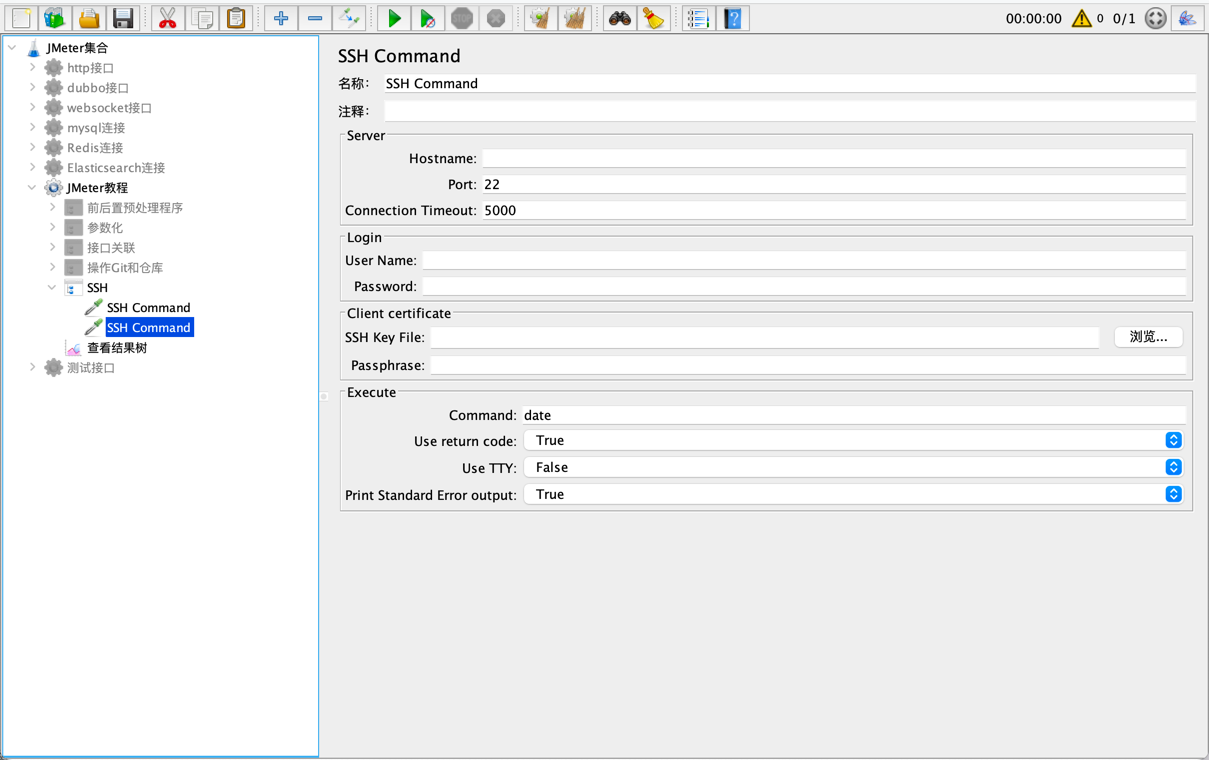 00:00:00 0 0/1
JMeter集合
http接口
dubbo接口
websocket接口
mysql连接
Redis连接
Elasticsearch连接
JMeter教程
前后置预处理程序
参数化
接口关联
操作Git和仓库
SSH
SSH Command
SSH Command
查看结果树
测试接口
SSH Command
名称: SSH Command
注释:
Server
Hostname:
Port: 22
Connection Timeout: 5000
Login
User Name:
Password:
Client certificate
SSH Key File: 浏览...
Passphrase:
Execute
Command: date
Use return code: True
Use TTY: False
Print Standard Error output: True